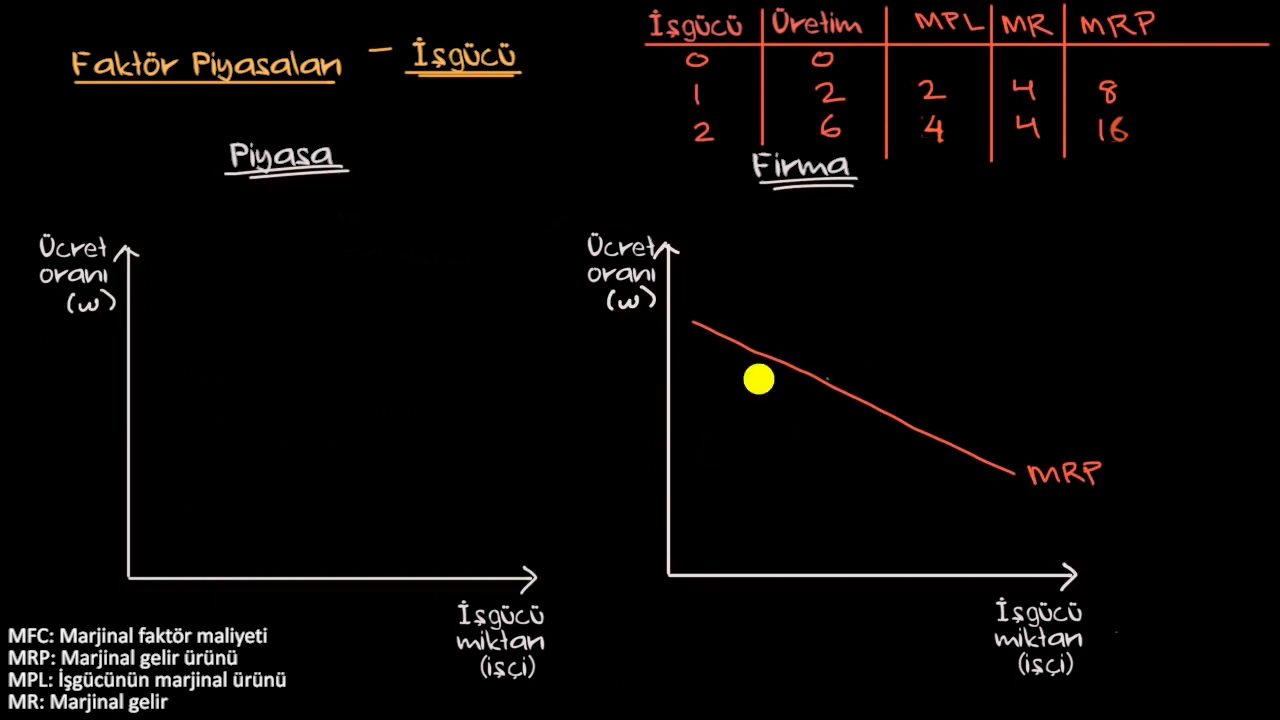 Faktör Piyasaları - İşgücü
İşgücü Üretim MPL MR MRP
0 0
1 2 2 4 8
2 6 4 4 16
Piyasa
Firma
Ücret
oranı
(w)
İşgücü
miktarı
(işçi)
Ücret
oranı
(w)
MRP
İşgücü
miktarı
(işçi)
MFC: Marjinal faktör maliyeti
MRP: Marjinal gelir ürünü
MPL: İşgücünün marjinal ürünü
MR: Marjinal gelir